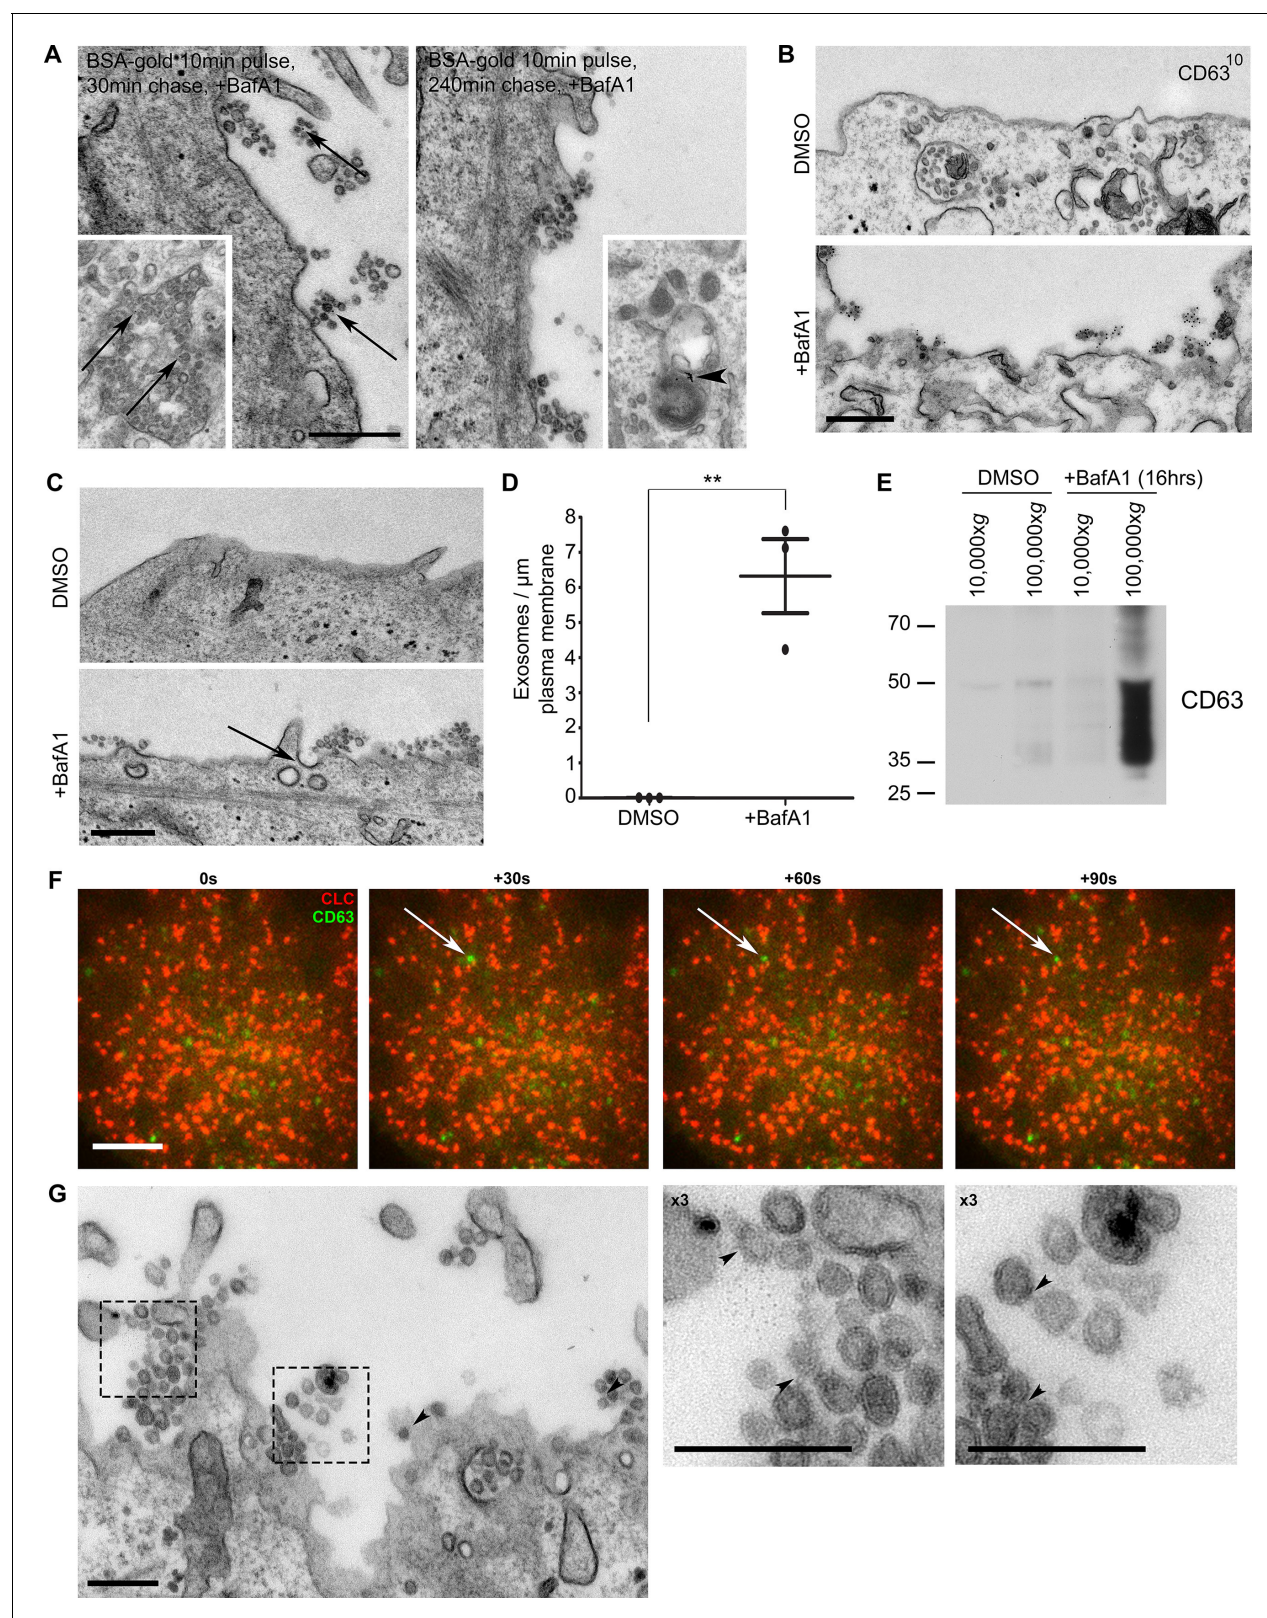 A
BSA-gold 10min pulse,
30min chase, +BafA1
BSA-gold 10min pulse,
240min chase, +BafA1
B
CD63¹⁰
DMSO
+BafA1
C
DMSO
+BafA1
D
**
Exosomes / µm
plasma membrane
8
7
6
5
4
3
2
1
0
DMSO
+BafA1
E
DMSO
+BafA1 (16hrs)
10,000xg
100,000xg
10,000xg
100,000xg
70
50
35
25
CD63
F
0s
+30s
+60s
+90s
CLC
CD63
G
x3
x3